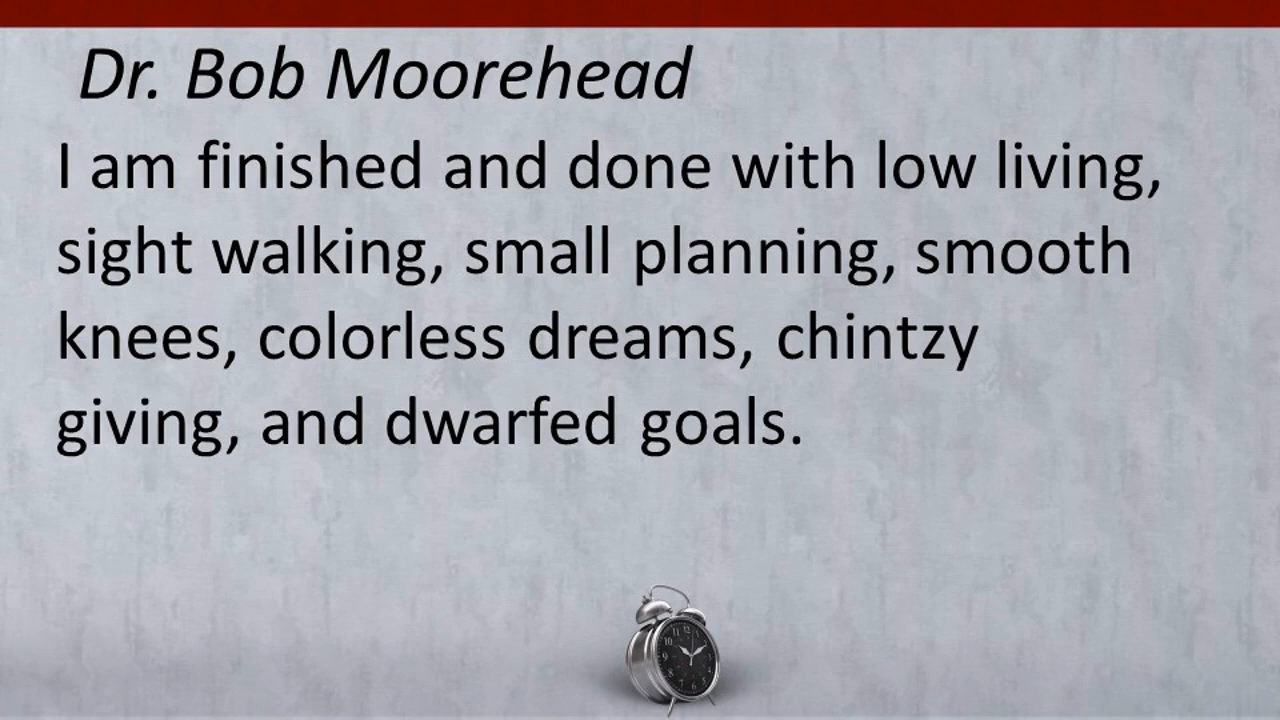 Dr. Bob Moorehead
I am finished and done with low living,
sight walking, small planning, smooth
knees, colorless dreams, chintzy
giving, and dwarfed goals.